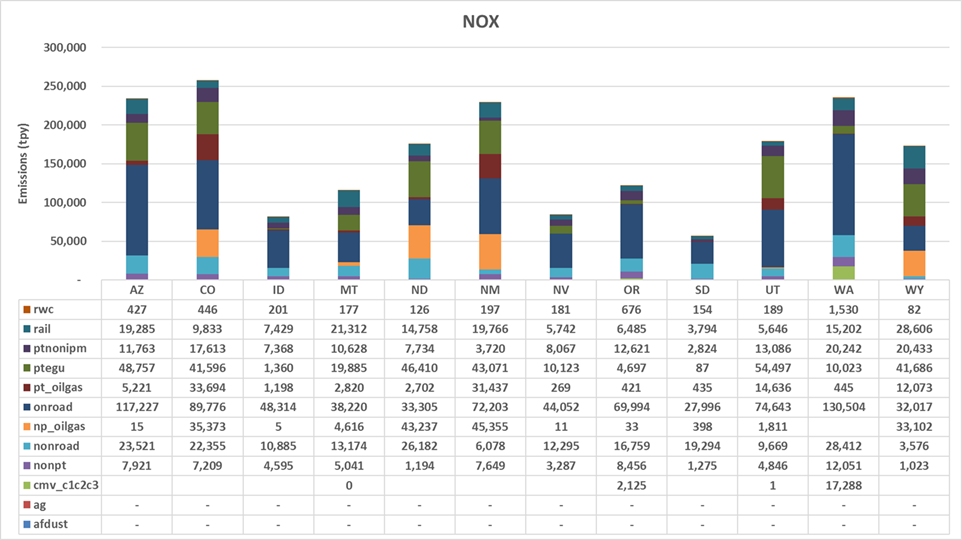 NOX
300,000
250,000
200,000
150,000
100,000
50,000
-
Emissions (tpy)
AZ CO ID MT ND NM NV OR SD UT WA WY
rwc 427 446 201 177 126 197 181 676 154 189 1,530 82
rail 19,285 9,833 7,429 21,312 14,758 19,766 5,742 6,485 3,794 5,646 15,202 28,606
ptnonipm 11,763 17,613 7,368 10,628 7,734 3,720 8,067 12,621 2,824 13,086 20,242 20,433
ptegu 48,757 41,596 1,360 19,885 46,410 43,071 10,123 4,697 87 54,497 10,023 41,686
pt_oilgas 5,221 33,694 1,198 2,820 2,702 31,437 269 421 435 14,636 445 12,073
onroad 117,227 89,776 48,314 38,220 33,305 72,203 44,052 69,994 27,996 74,643 130,504 32,017
np_oilgas 15 35,373 5 4,616 43,237 45,355 11 33 398 1,811 33,102
nonroad 23,521 22,355 10,885 13,174 26,182 6,078 12,295 16,759 19,294 9,669 28,412 3,576
nonpt 7,921 7,209 4,595 5,041 1,194 7,649 3,287 8,456 1,275 4,846 12,051 1,023
cmv_c1c2c3 0 2,125 1 17,288
ag - - - - - - - - - - - -
afdust - - - - - - - - - - - -